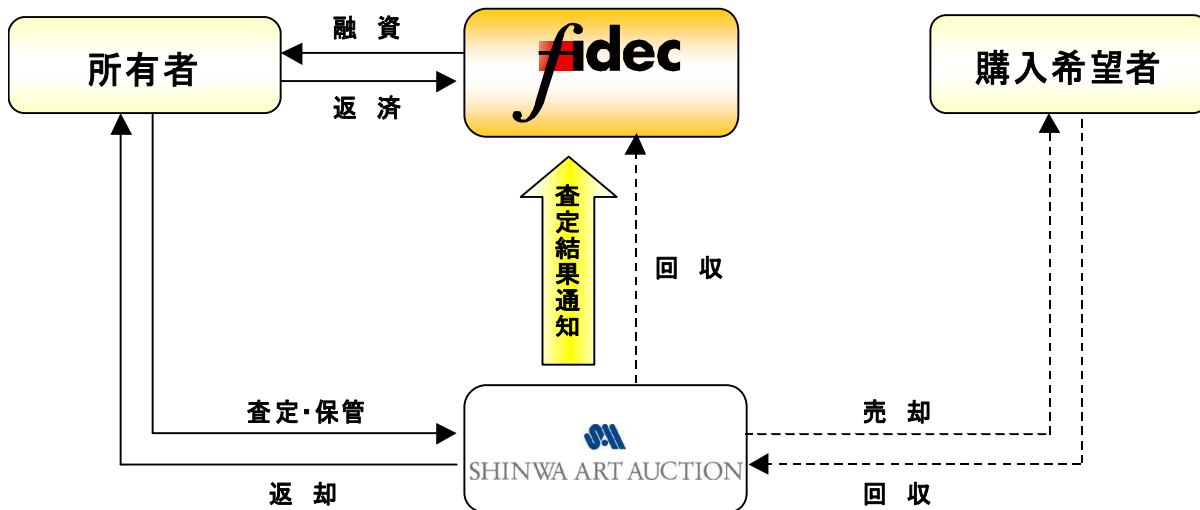 融 資
fidec
所有者
購入希望者
返 済
査定結果通知
回 収
査定・保管
売 却
SHINWA ART AUCTION
返 却
回 収